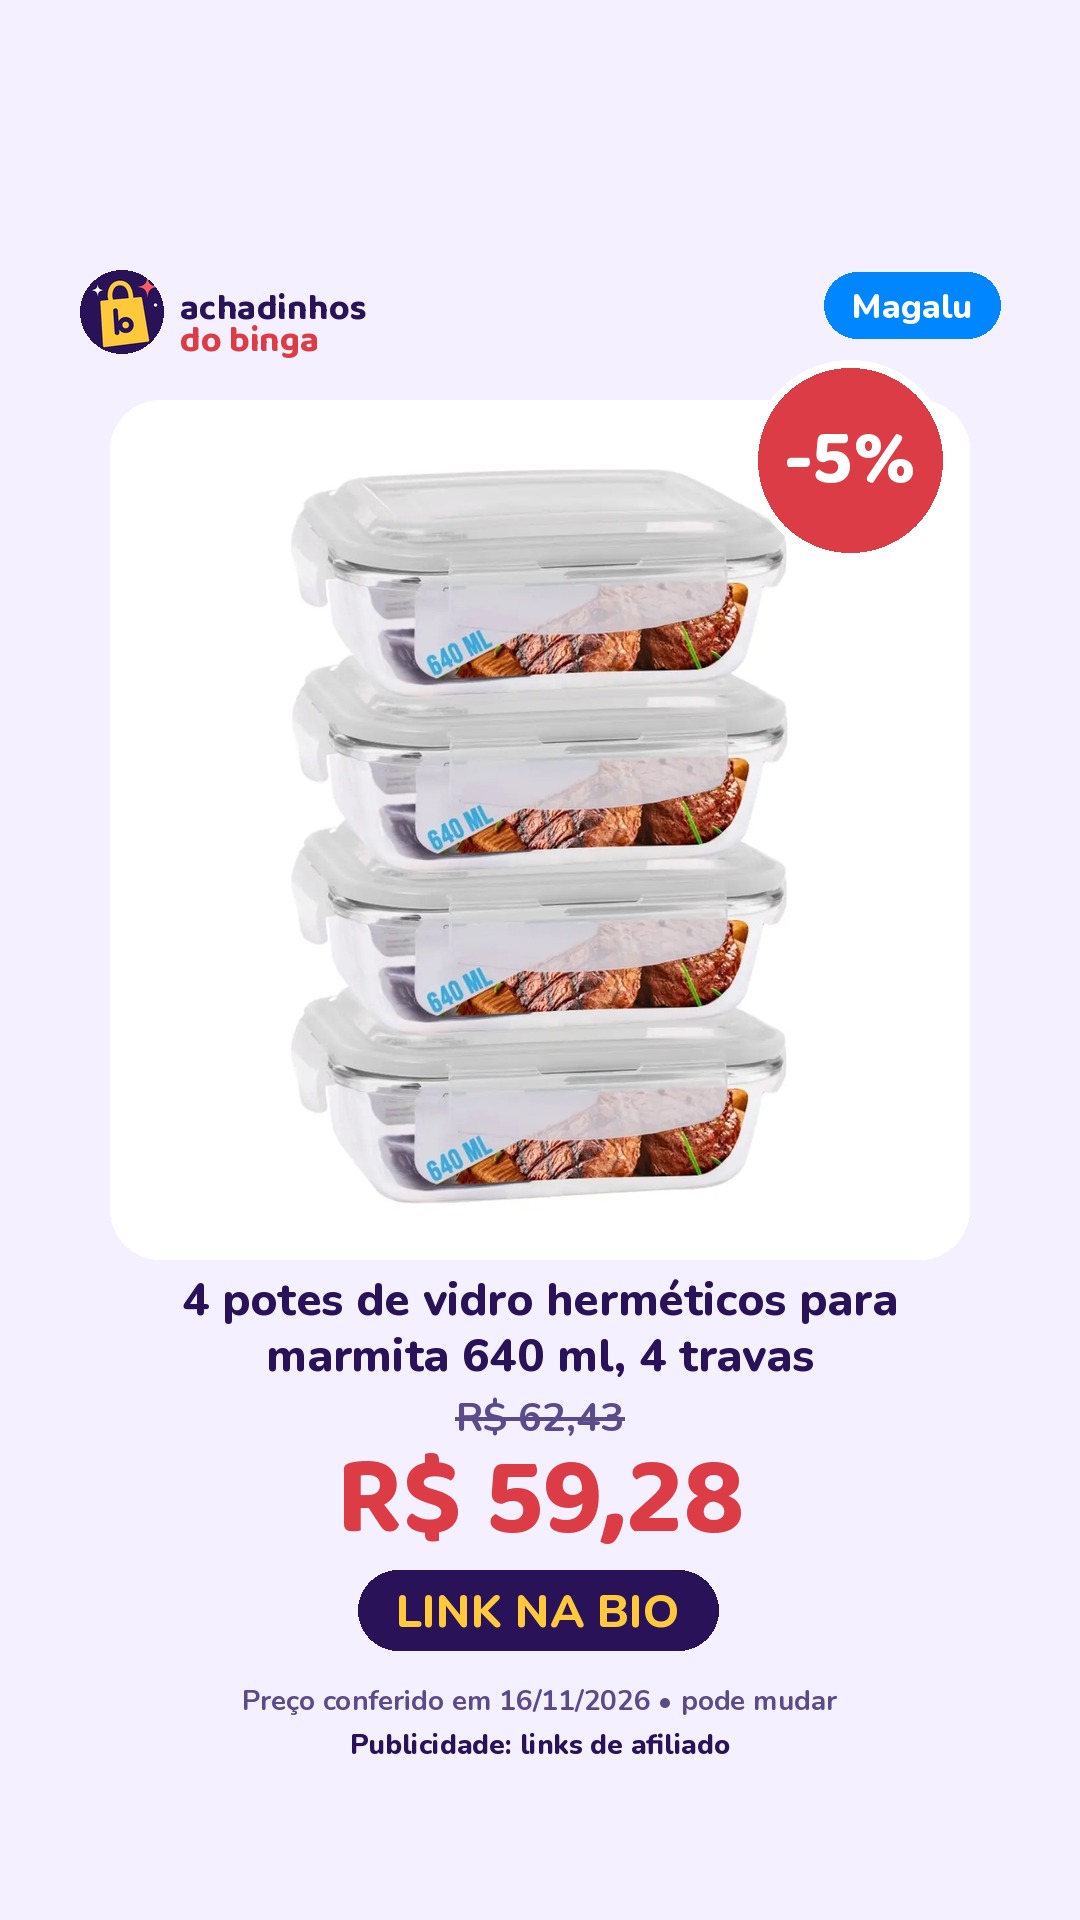 b
achadinhos
do binga
Magalu
-5%
640 ML
640 ML
640 ML
640 ML
4 potes de vidro herméticos para
marmita 640 ml, 4 travas
R$ 62,43
R$ 59,28
LINK NA BIO
Preço conferido em 16/11/2026 • pode mudar
Publicidade: links de afiliado